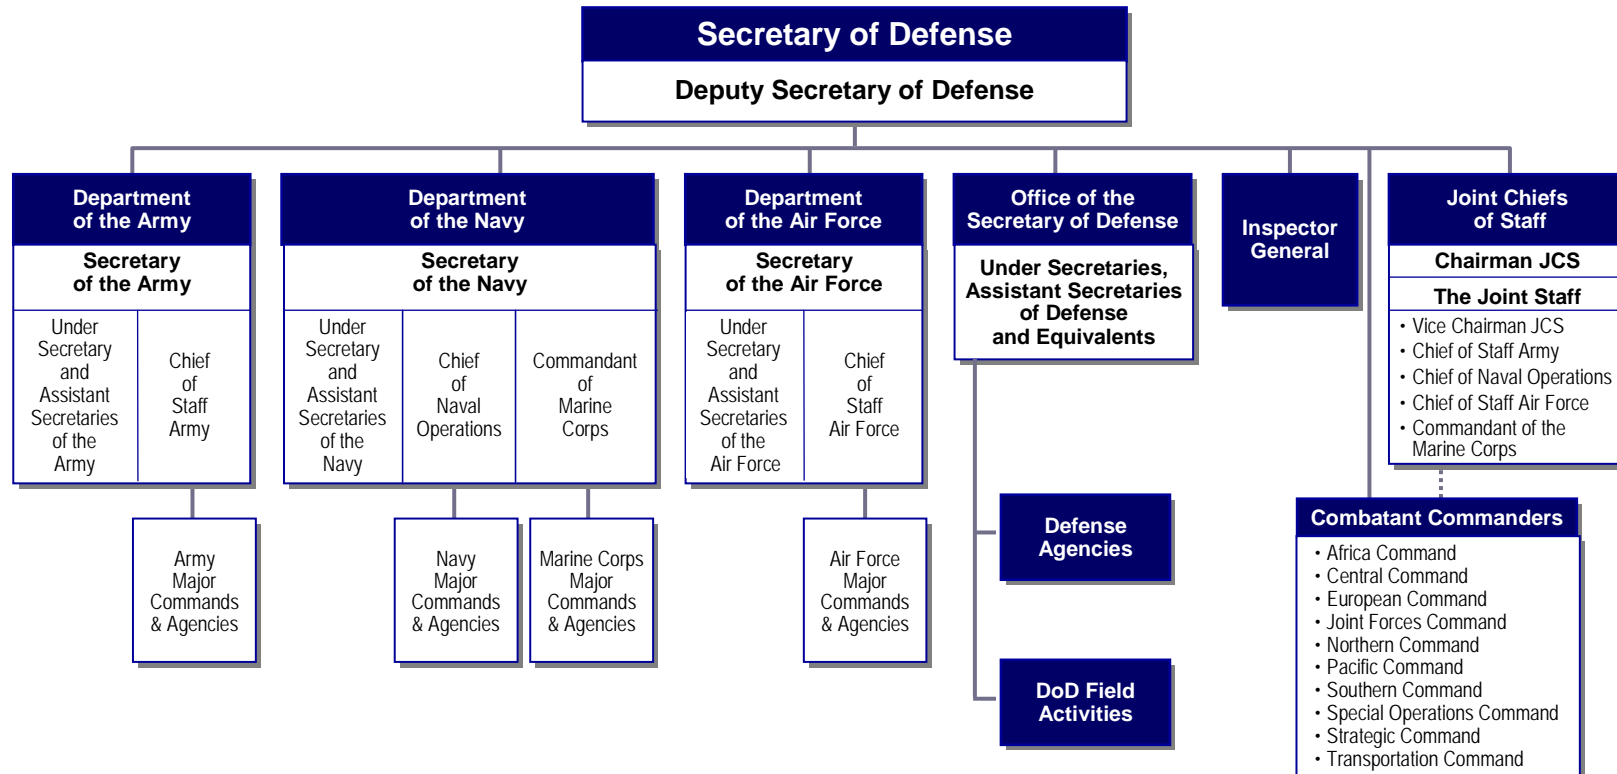 Secretary of Defense
Deputy Secretary of Defense
Department
of the Army
Secretary
of the Army
Under
Secretary
and
Assistant
Secretaries
of the
Army
Chief
of
Staff
Army
Army
Major
Commands
& Agencies
Department
of the Navy
Secretary
of the Navy
Under
Secretary
and
Assistant
Secretaries
of the
Navy
Chief
of
Naval
Operations
Commandant
of
Marine
Corps
Navy
Major
Commands
& Agencies
Marine Corps
Major
Commands
& Agencies
Department
of the Air Force
Secretary
of the Air Force
Under
Secretary
and
Assistant
Secretaries
of the
Air Force
Chief
of
Staff
Air Force
Air Force
Major
Commands
& Agencies
Office of the
Secretary of Defense
Under Secretaries,
Assistant Secretaries
of Defense
and Equivalents
Defense
Agencies
DoD Field
Activities
Inspector
General
Joint Chiefs
of Staff
Chairman JCS
The Joint Staff
• Vice Chairman JCS
• Chief of Staff Army
• Chief of Naval Operations
• Chief of Staff Air Force
• Commandant of the
Marine Corps
Combatant Commanders
• Africa Command
• Central Command
• European Command
• Joint Forces Command
• Northern Command
• Pacific Command
• Southern Command
• Special Operations Command
• Strategic Command
• Transportation Command